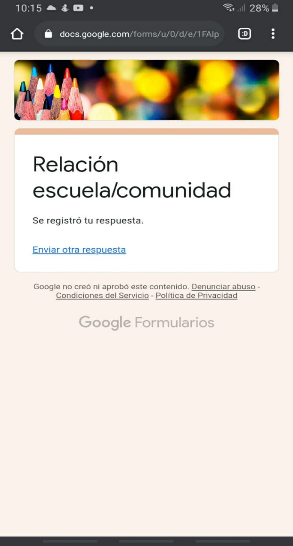 10:15 28%
docs.google.com/forms/u/0/d/e/1FAIp :D
Relación
escuela/comunidad
Se registró tu respuesta.
Enviar otra respuesta
Google no creó ni aprobó este contenido. Denunciar abuso -
Condiciones del Servicio - Política de Privacidad
Google Formularios